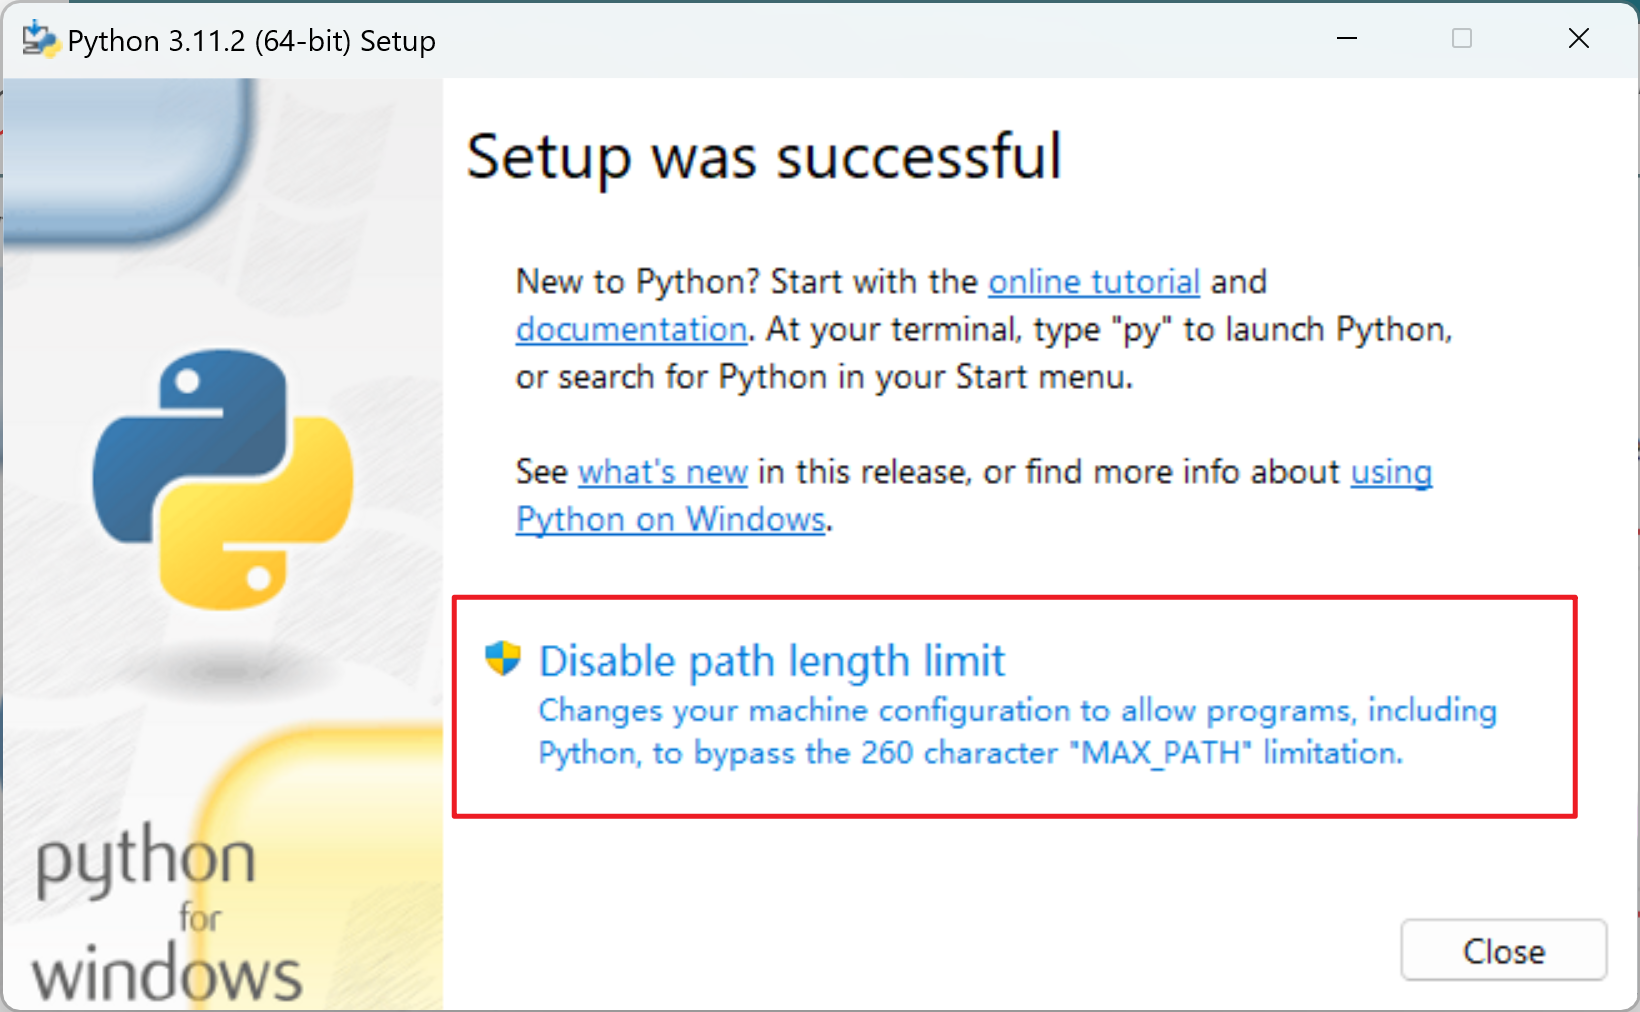 Python 3.11.2 (64-bit) Setup
Setup was successful
New to Python? Start with the online tutorial and
documentation. At your terminal, type "py" to launch Python,
or search for Python in your Start menu.
See what's new in this release, or find more info about using
Python on Windows.
Disable path length limit
Changes your machine configuration to allow programs, including
Python, to bypass the 260 character "MAX_PATH" limitation.
python
for
windows
Close